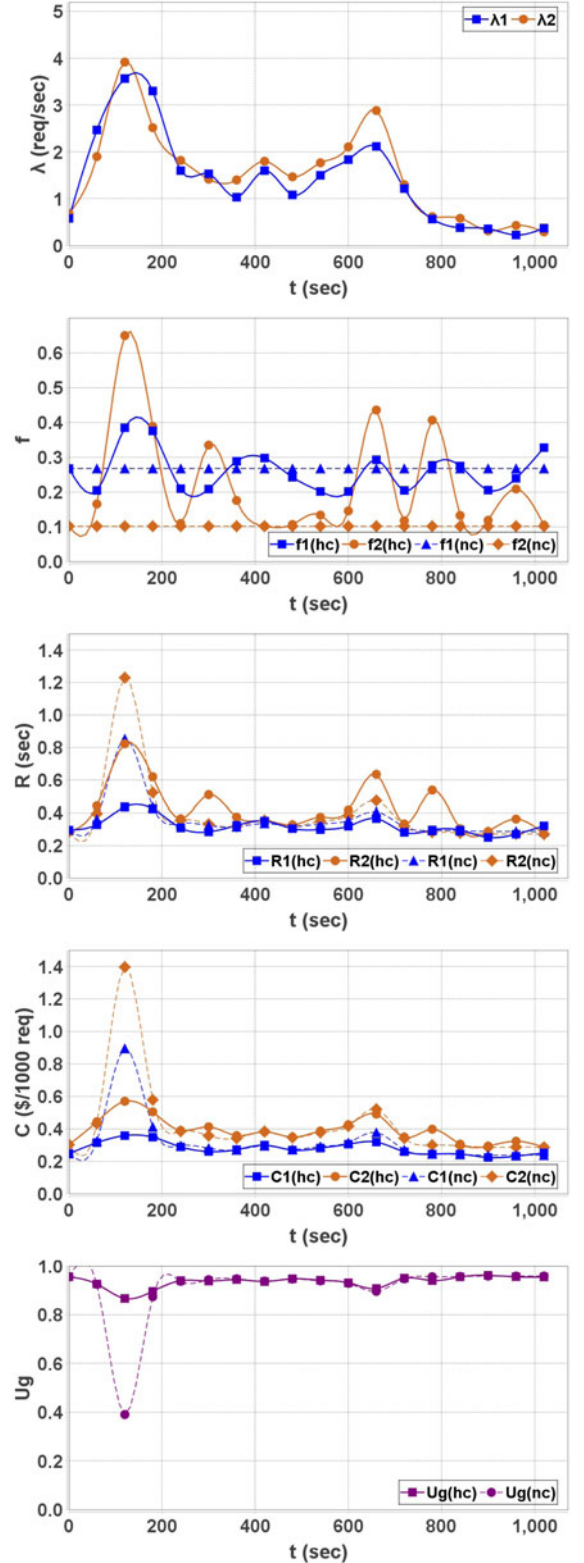 λ1 λ2
5
4
3
2
1
0
λ (req/sec)
0 200 400 600 800 1,000
t (sec)
0.6
0.5
0.4
0.3
0.2
0.1
0.0
f
f1(hc) f2(hc) f1(nc) f2(nc)
0 200 400 600 800 1,000
t (sec)
1.4
1.2
1.0
0.8
0.6
0.4
0.2
0.0
R (sec)
R1(hc) R2(hc) R1(nc) R2(nc)
0 200 400 600 800 1,000
t (sec)
1.4
1.2
1.0
0.8
0.6
0.4
0.2
0.0
C ($/1000 req)
C1(hc) C2(hc) C1(nc) C2(nc)
0 200 400 600 800 1,000
t (sec)
1.0
0.8
0.6
0.4
0.2
0.0
Ug
Ug(hc) Ug(nc)
0 200 400 600 800 1,000
t (sec)